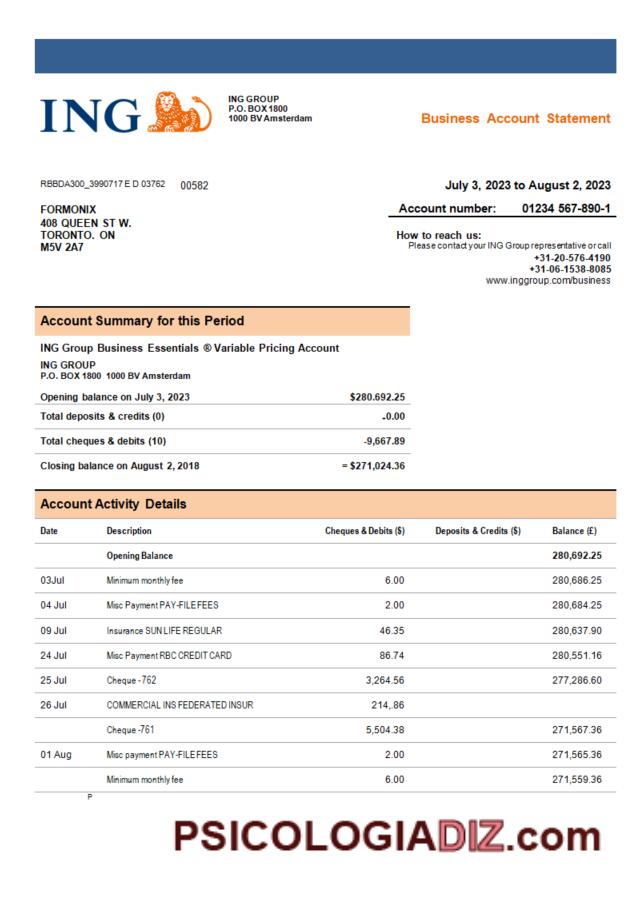 ING
ING GROUP
P.O. BOX 1800
1000 BV Amsterdam
Business Account Statement
RBBDA300_3990717 E D 03762 00582
July 3, 2023 to August 2, 2023
FORMONIX
408 QUEEN ST W.
TORONTO. ON
M5V 2A7
Account number: 01234 567-890-1
How to reach us:
Please contact your ING Group representative or call
+31-20-576-4190
+31-06-1538-8085
www.inggroup.com/business
Account Summary for this Period
ING Group Business Essentials ® Variable Pricing Account
ING GROUP
P.O. BOX 1800 1000 BV Amsterdam
Opening balance on July 3, 2023 $280.692.25
Total deposits & credits (0) -0.00
Total cheques & debits (10) -9,667.89
Closing balance on August 2, 2018 = $271,024.36
Account Activity Details
Date Description Cheques & Debits ($) Deposits & Credits ($) Balance (£)
Opening Balance 280,692.25
03Jul Minimum monthly fee 6.00 280,686.25
04 Jul Misc Payment PAY-FILE FEES 2.00 280,684.25
09 Jul Insurance SUN LIFE REGULAR 46.35 280,637.90
24 Jul Misc Payment RBC CREDIT CARD 86.74 280,551.16
25 Jul Cheque -762 3,264.56 277,286.60
26 Jul COMMERCIAL INS FEDERATED INSUR 214,.86
Cheque -761 5,504.38 271,567.36
01 Aug Misc payment PAY-FILE FEES 2.00 271,565.36
Minimum monthly fee 6.00 271,559.36
P
PSICOLOGIADIZ.com